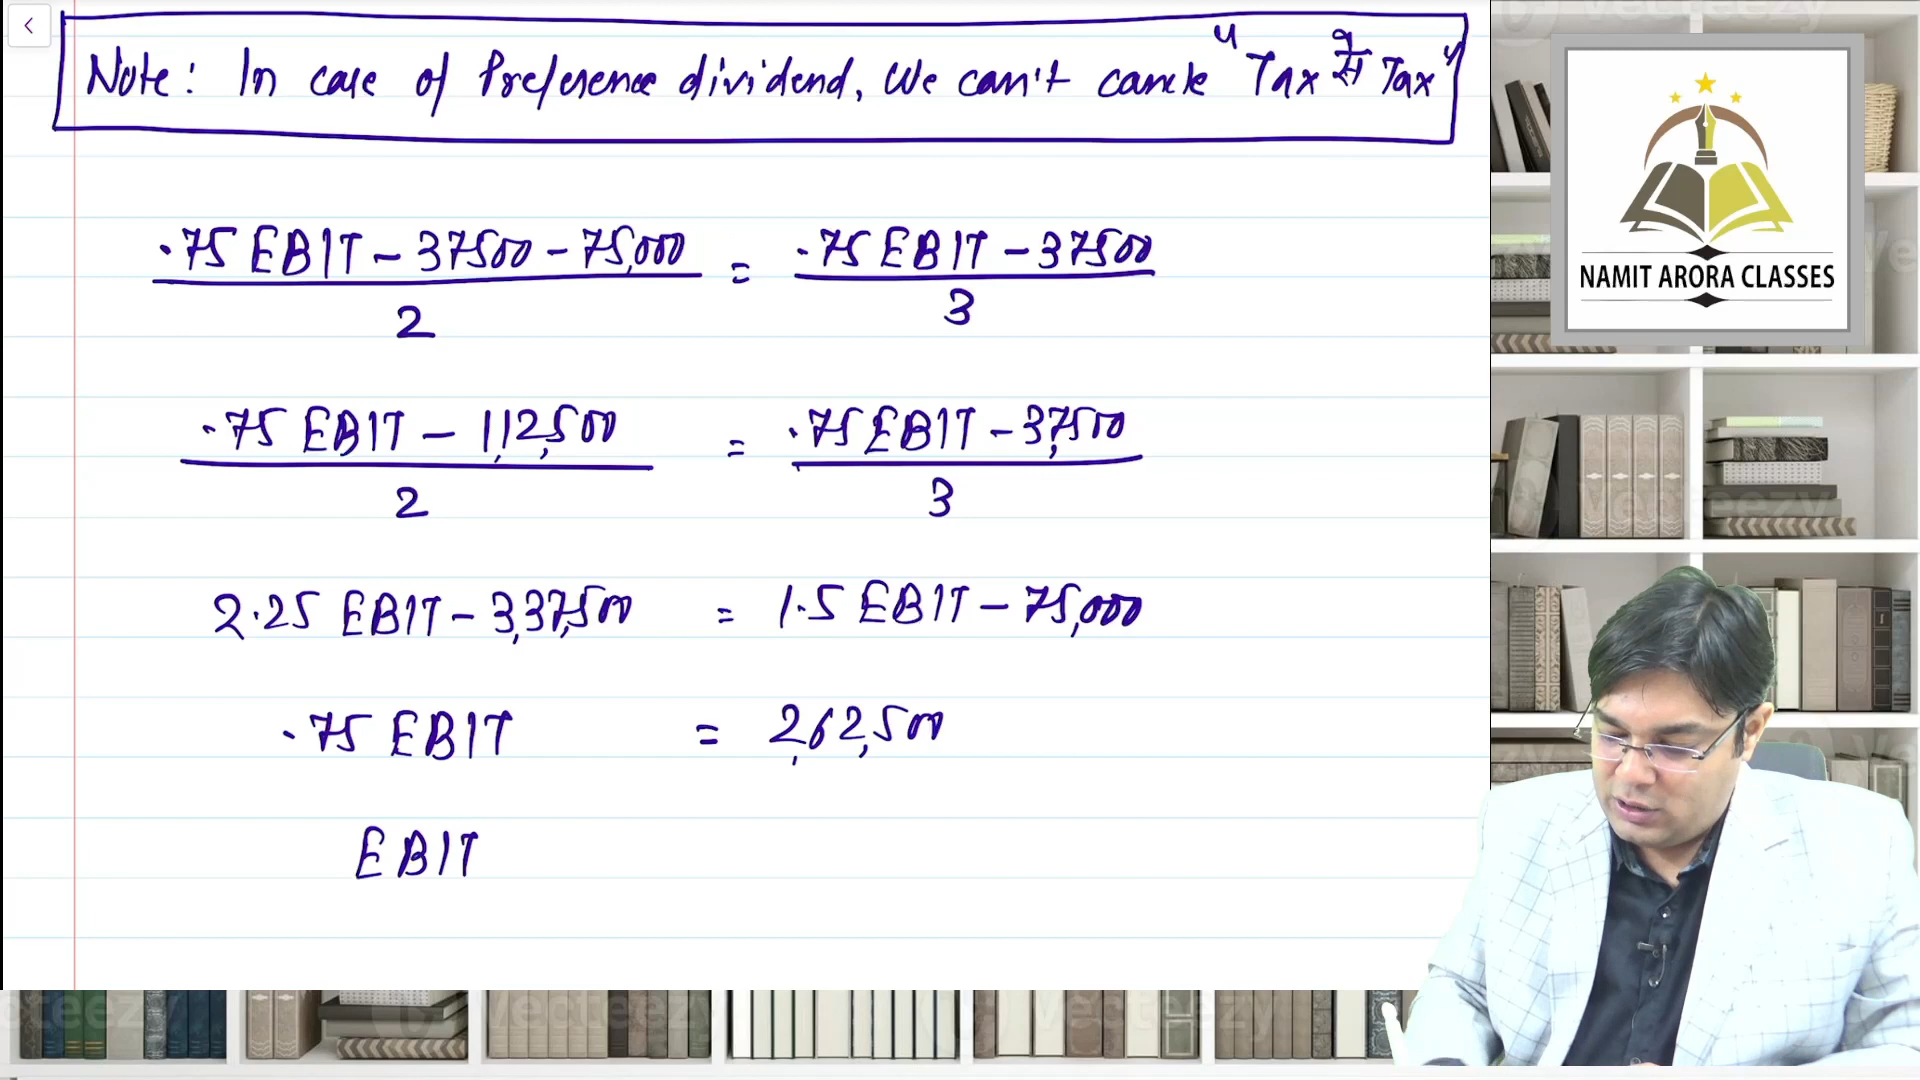 Note: In case of Preference dividend, We can't cancle "Tax से Tax"
.75 EBIT - 37500 - 75,000 = .75 EBIT - 37500
2 3
.75 EBIT - 1,12,500 = .75 EBIT - 37,500
2 3
2.25 EBIT - 3,37,500 = 1.5 EBIT - 75,000
.75 EBIT = 2,62,500
EBIT
NAMIT ARORA CLASSES
Vecteezy